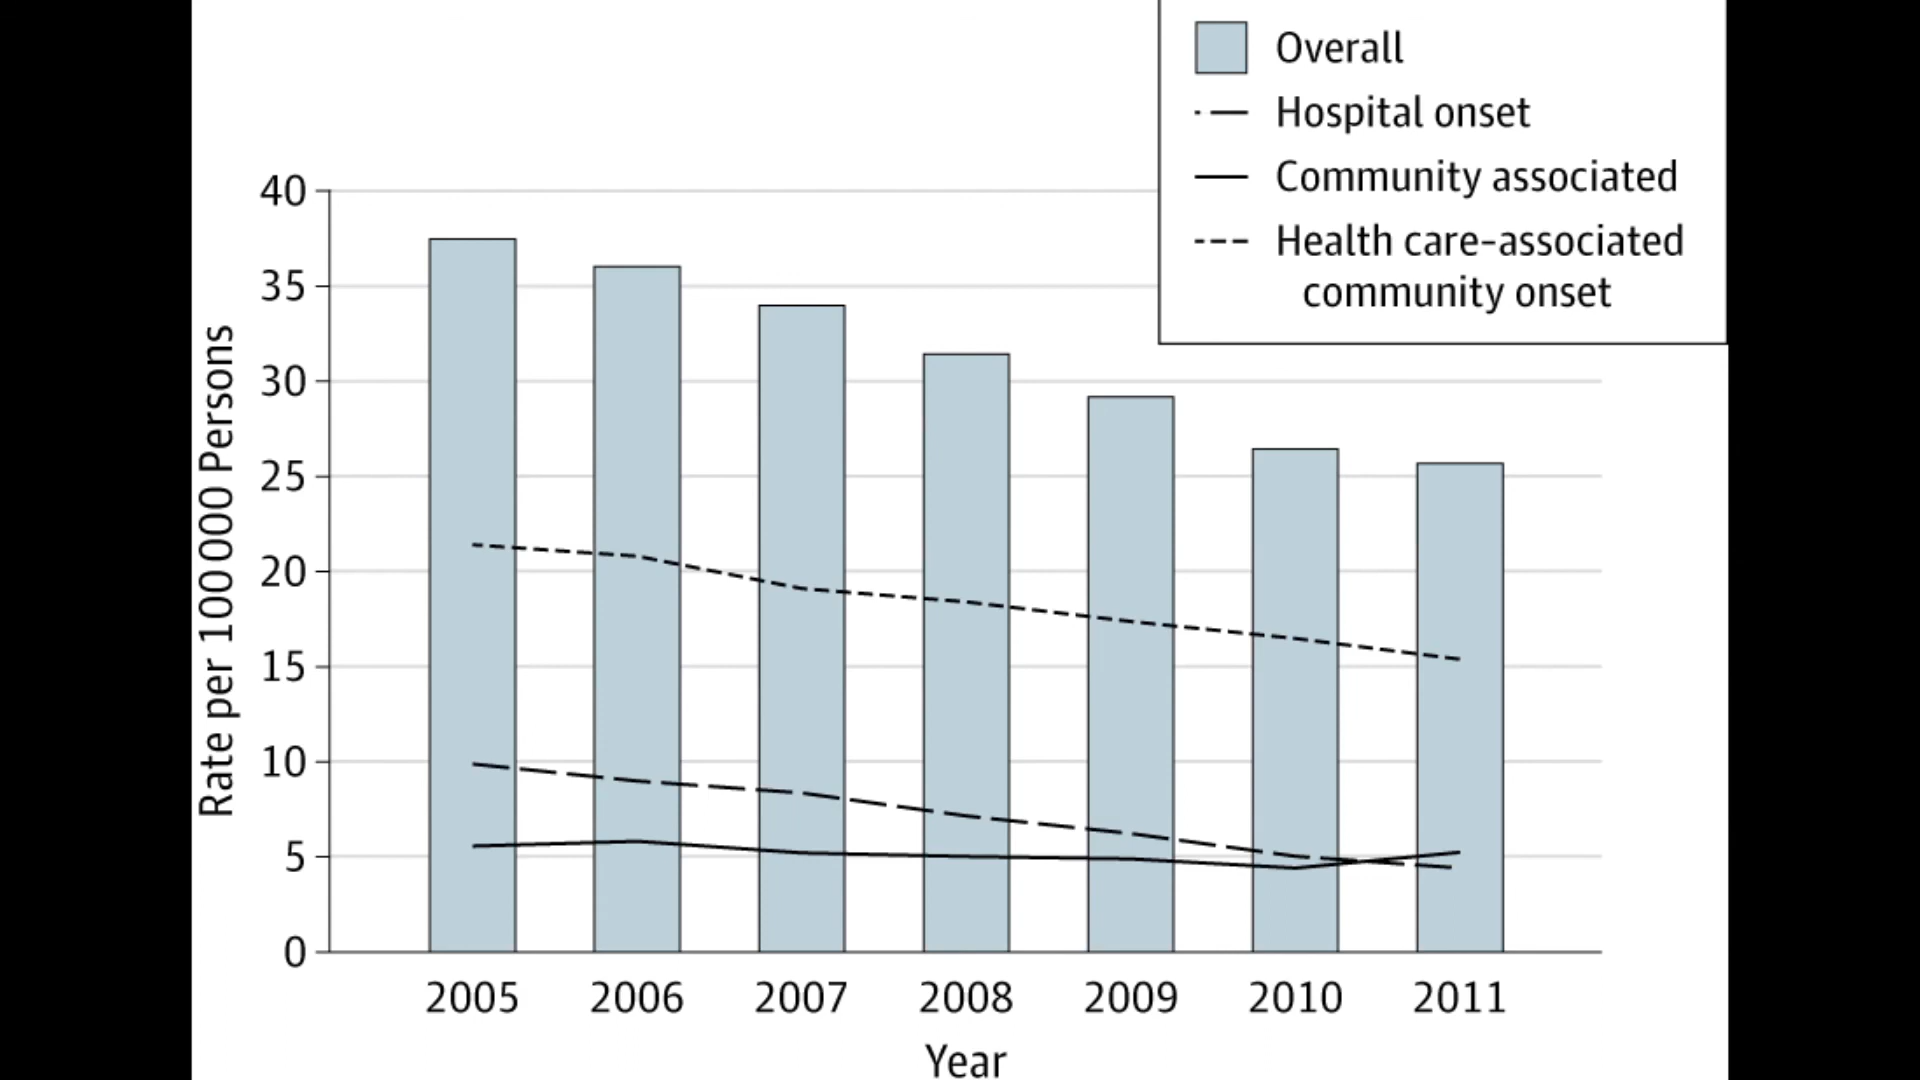 Overall
Hospital onset
Community associated
Health care-associated
community onset
40
35
30
25
20
15
10
5
0
Rate per 100 000 Persons
2005 2006 2007 2008 2009 2010 2011
Year